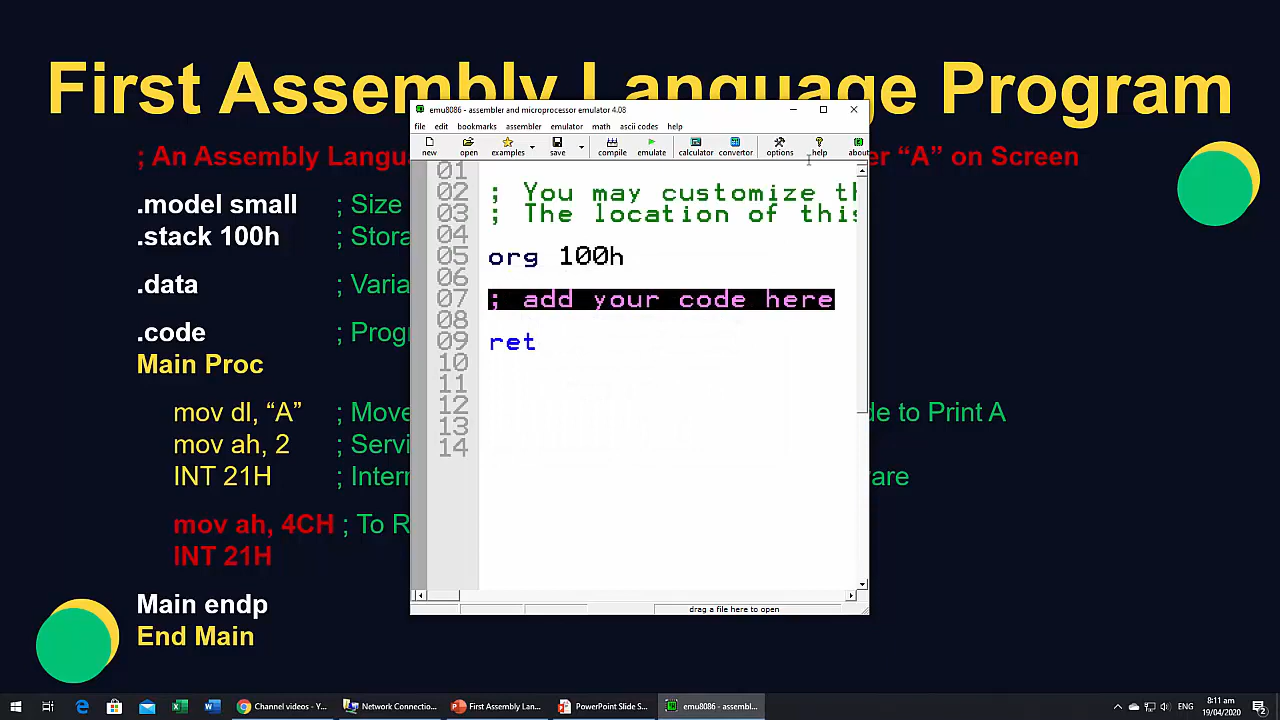 First Assembly Language Program
; An Assembly Langu er “A” on Screen
.model small ; Size
.stack 100h ; Stora
.data ; Varia
.code ; Progr
Main Proc
mov dl, “A” ; Move de to Print A
mov ah, 2 ; Servi
INT 21H ; Interr are
mov ah, 4CH ; To R
INT 21H
Main endp
End Main
emu8086 - assembler and microprocessor emulator 4.08
file edit bookmarks assembler emulator math ascii codes help
new open examples save compile emulate calculator convertor options help about
01
02 ; You may customize th
03 ; The location of this
04
05 org 100h
06
07 ; add your code here
08
09 ret
10
11
12
13
14
drag a file here to open
Channel videos - Y... Network Connectio... First Assembly Lan... PowerPoint Slide S... emu8086 - assembl...
ENG 8:11 am
19/04/2020
2